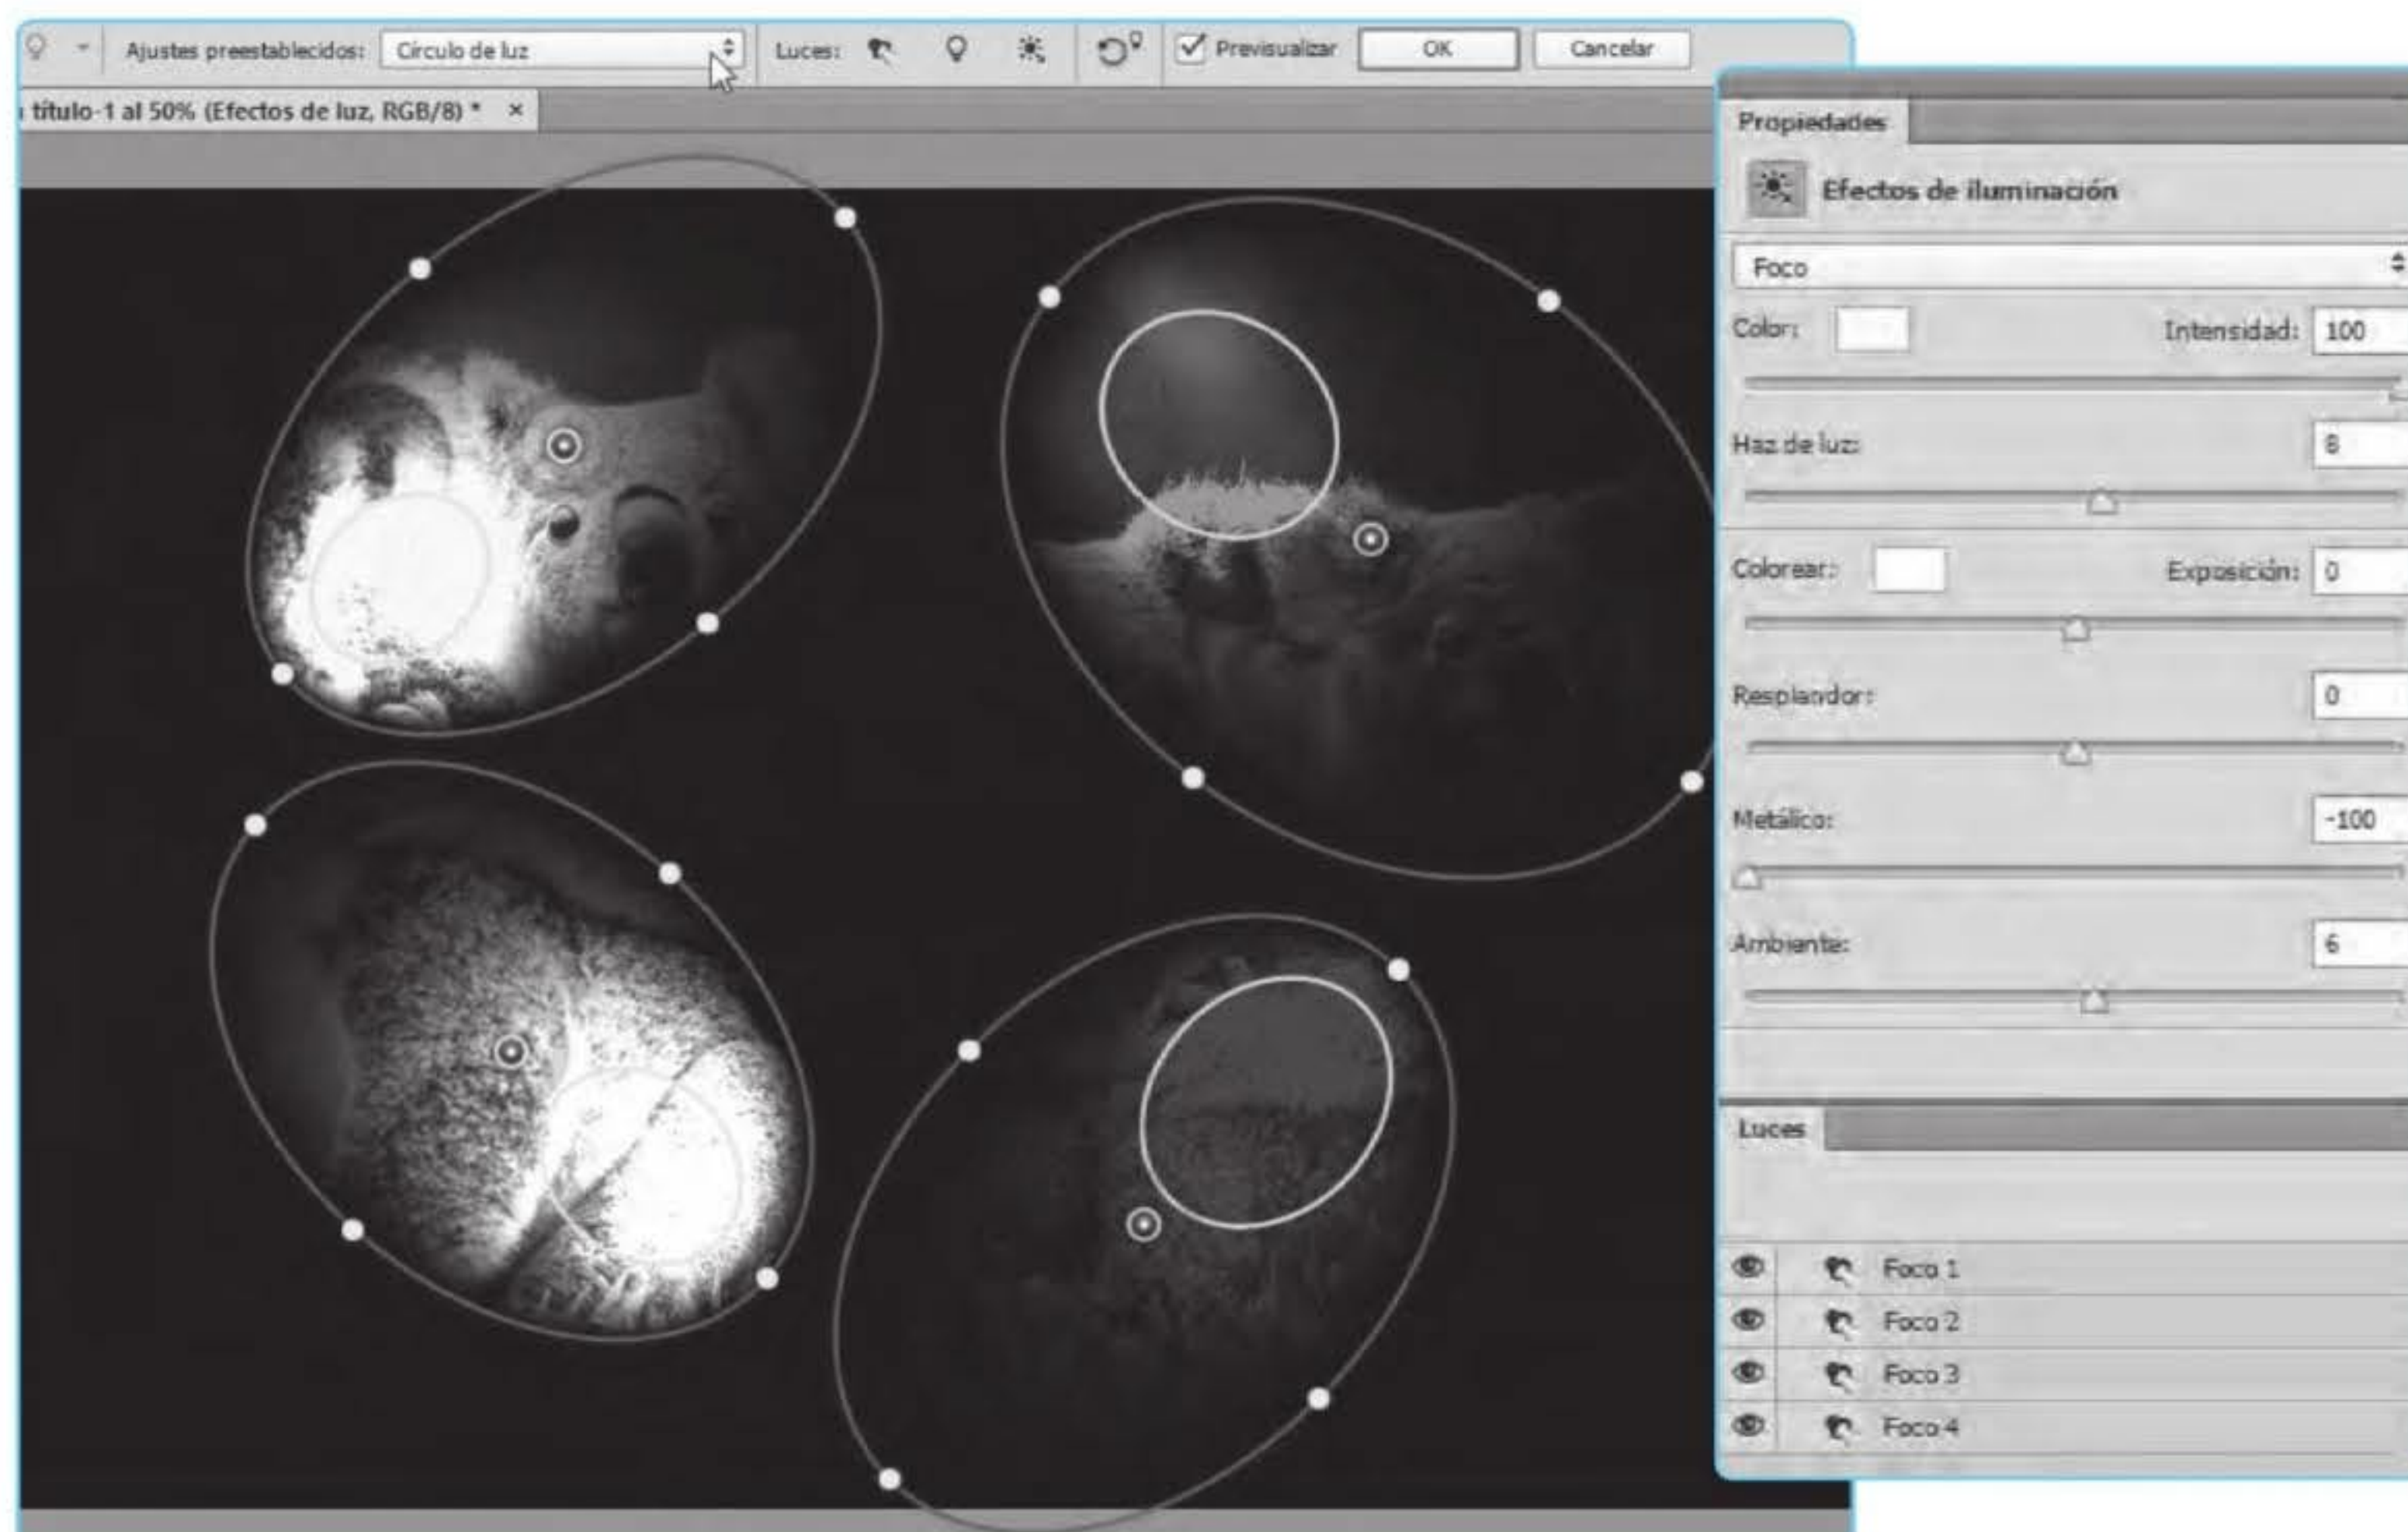 Ajustes preestablecidos: Círculo de luz Luces: Previsualizar OK Cancelar
título-1 al 50% (Efectos de luz, RGB/8) * ×
Propiedades
Efectos de iluminación
Foco
Color: Intensidad: 100
Haz de luz: 8
Colorear: Exposición: 0
Resplandor: 0
Metálico: -100
Ambiente: 6
Luces
Foco 1
Foco 2
Foco 3
Foco 4